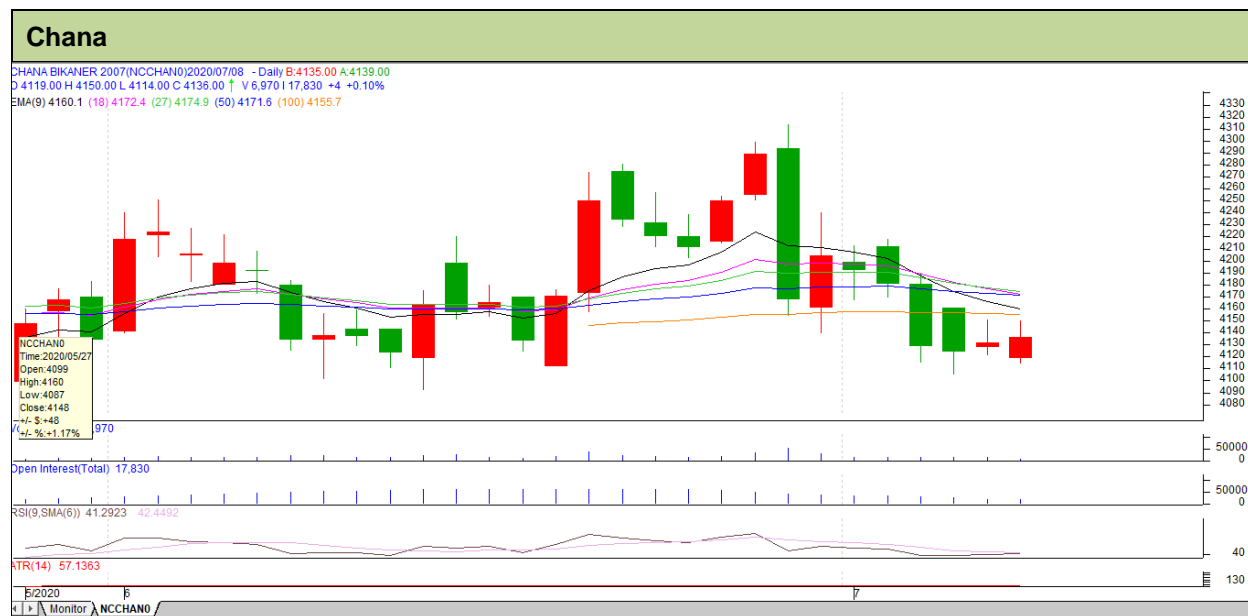 Chana
CHANA BIKANER 2007(NCCHAN0)2020/07/08 - Daily B:4135.00 A:4139.00
O 4119.00 H 4150.00 L 4114.00 C 4136.00 ↑ V 6,970 I 17,830 +4 +0.10%
EMA(9) 4160.1 (18) 4172.4 (27) 4174.9 (50) 4171.6 (100) 4155.7
4330
4310
4300
4290
4280
4270
4260
4250
4240
4230
4220
4210
4200
4190
4180
4170
4160
4150
4140
4130
4120
4110
4100
4090
4080
NCCHAN0
Time:2020/05/27
Open:4099
High:4160
Low:4087
Close:4148
+/- $:+48
+/- %:+1.17%
970
50000
0
Open Interest(Total) 17,830
50000
0
RSI(9,SMA(6)) 41.2923 42.4492
40
ATR(14) 57.1363
130
5/2020 6 7
Monitor NCCHAN0